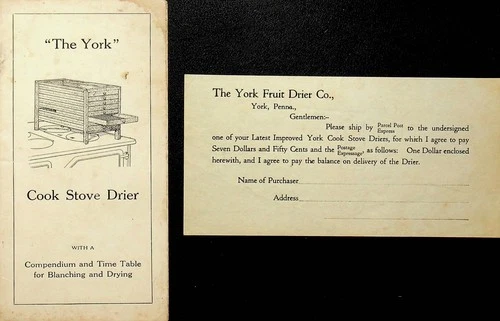 "The York"
Cook Stove Drier
WITH A
Compendium and Time Table
for Blanching and Drying
The York Fruit Drier Co.,
York, Penna.,
Gentlemen:-
Please ship by Parcel Post Express to the undersigned
one of your Latest Improved York Cook Stove Driers, for which I agree to pay
Seven Dollars and Fifty Cents and the Postage Expressage, as follows: One Dollar enclosed
herewith, and I agree to pay the balance on delivery of the Drier.
Name of Purchaser
Address